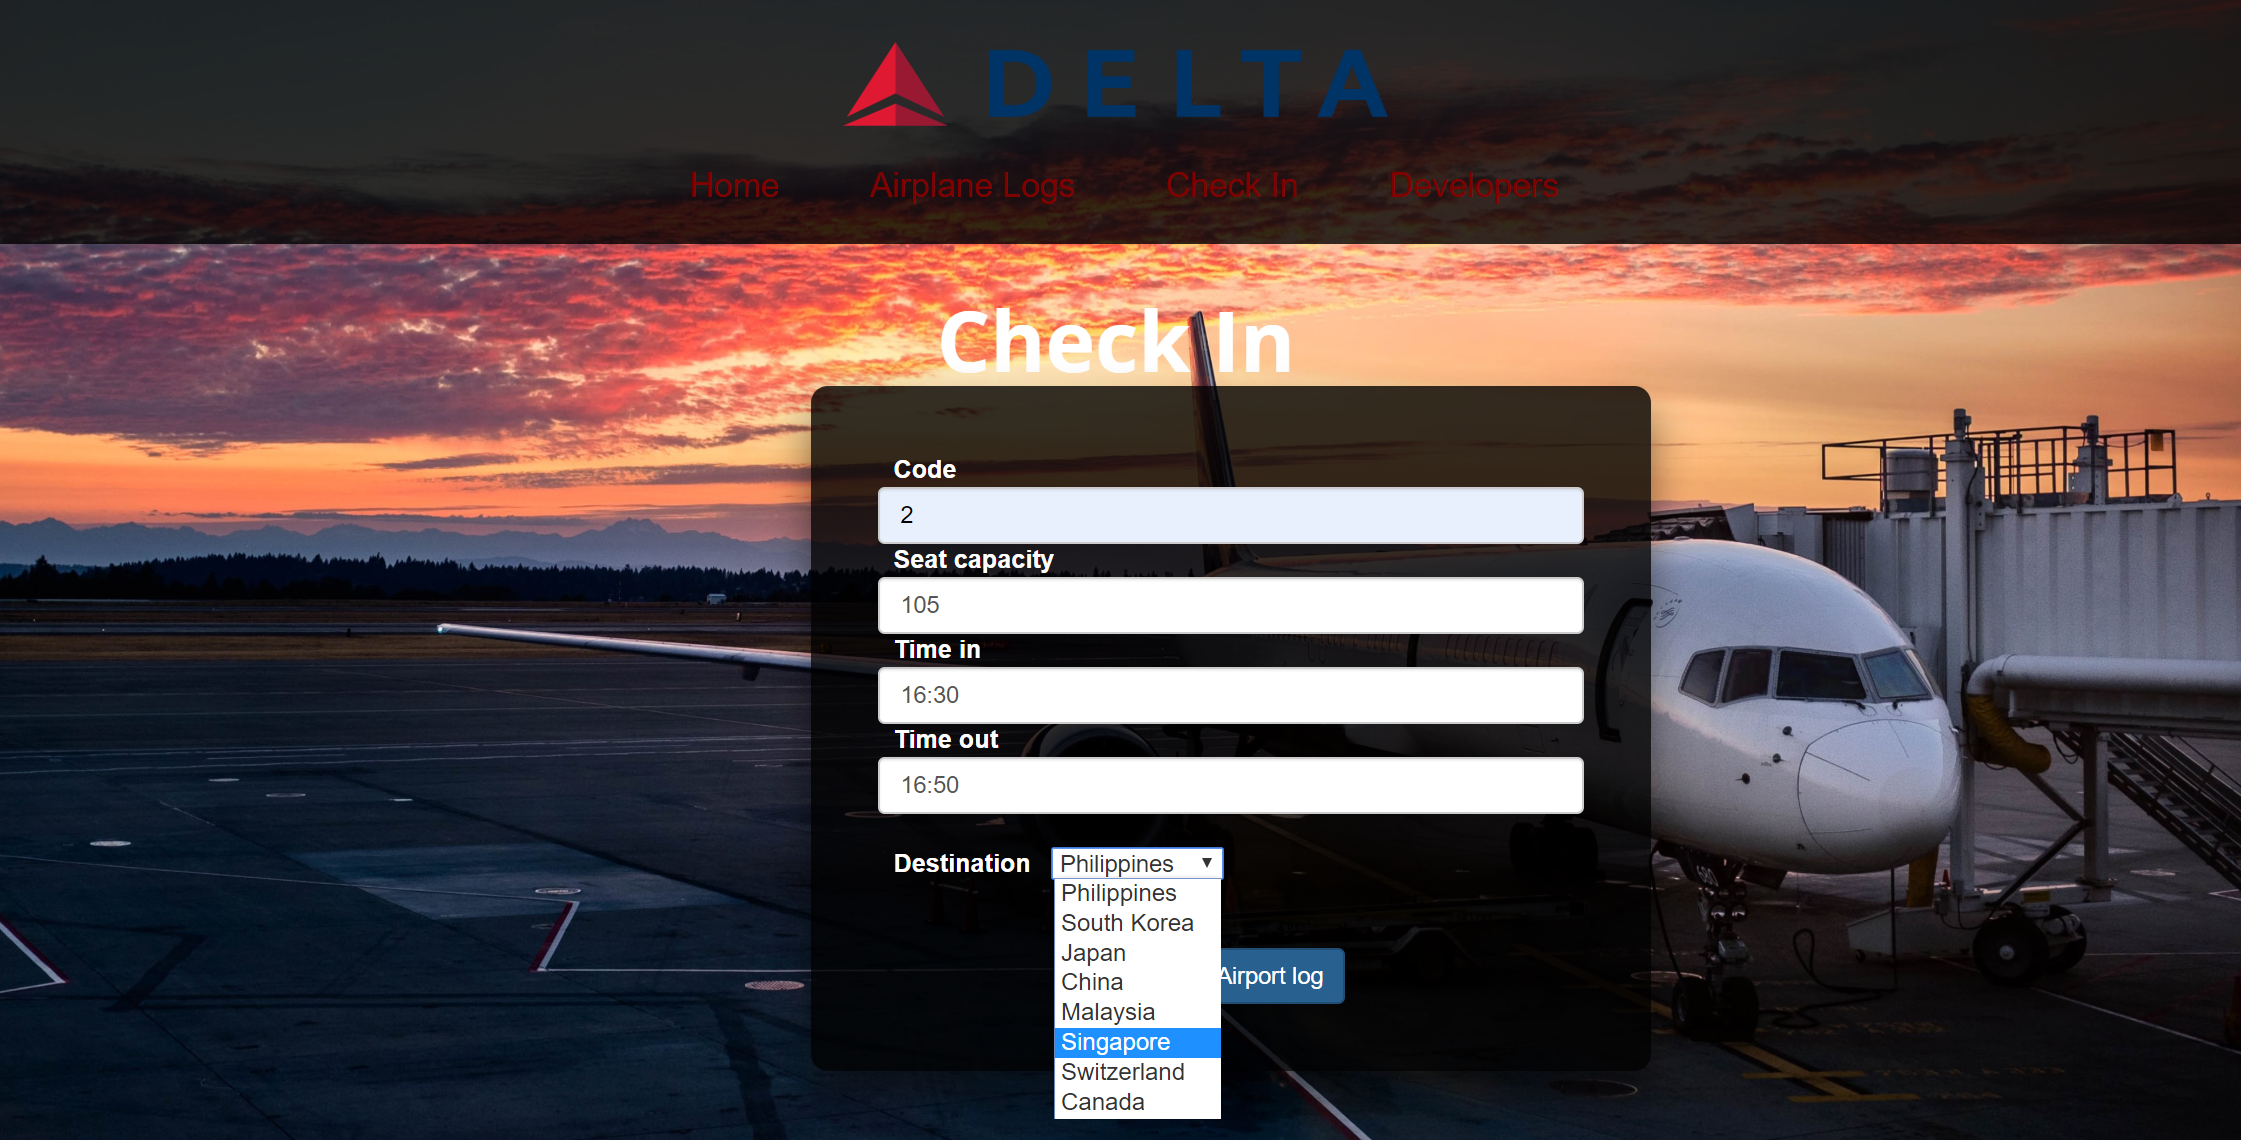 DELTA
Home Airplane Logs Check In Developers
Check In
Code
2
Seat capacity
105
Time in
16:30
Time out
16:50
Destination Philippines
Philippines
South Korea
Japan
China
Airport log
Malaysia
Singapore
Switzerland
Canada